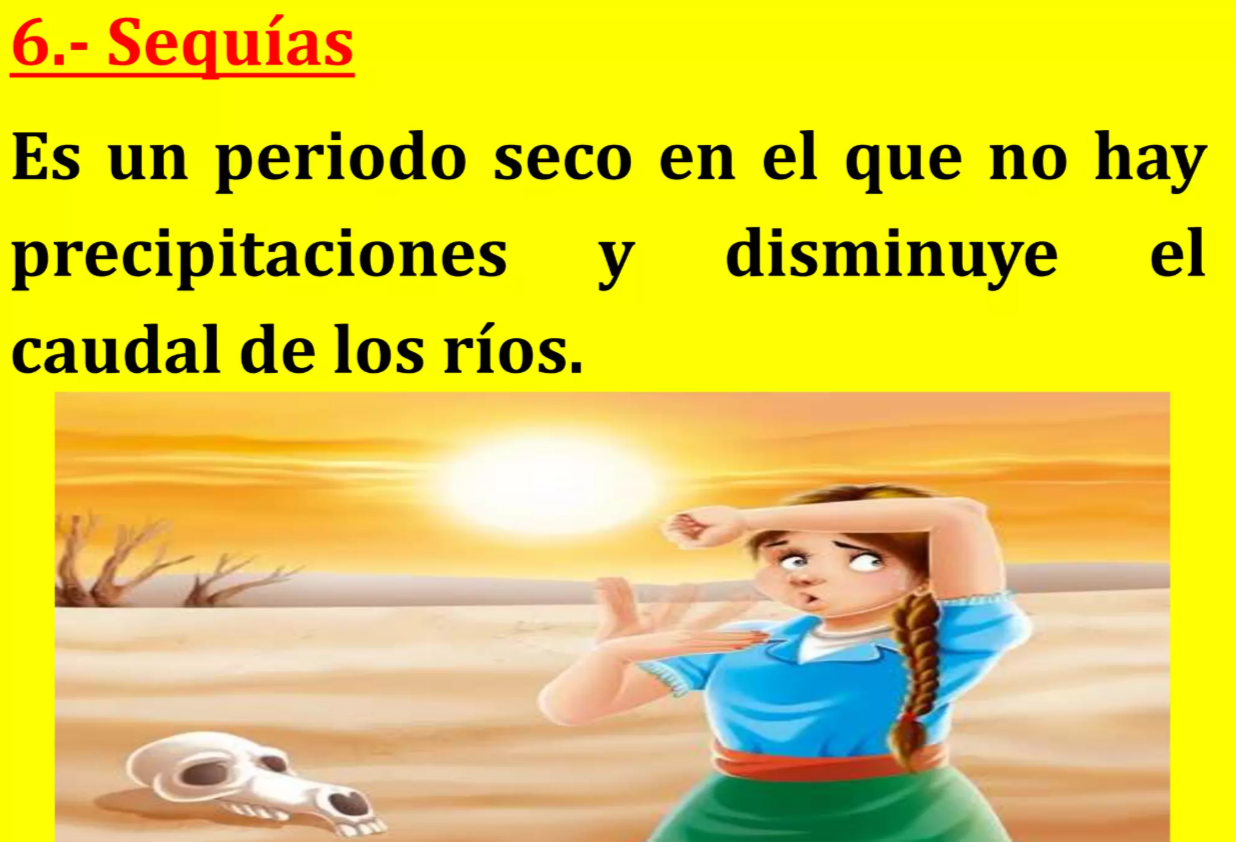 6.- Sequías
Es un periodo seco en el que no hay
precipitaciones y disminuye el
caudal de los ríos.